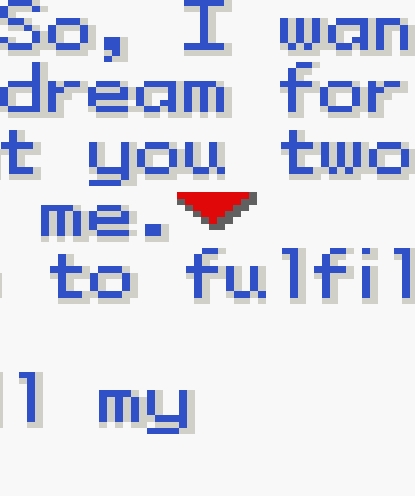 So, I wan
dream for
t you two
me.
to fulfil
l my